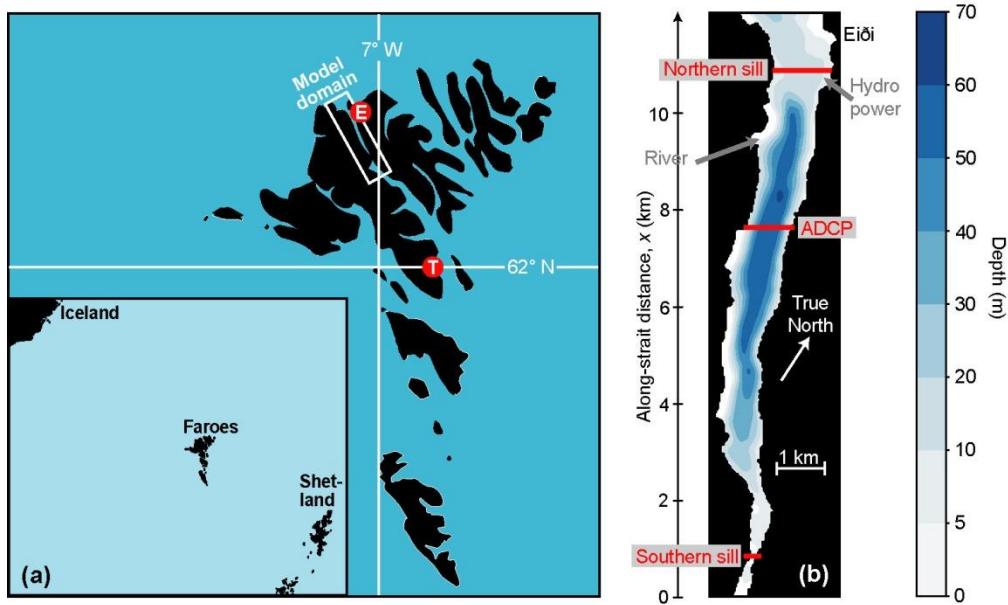 7° W
Model
domain
E
T
62° N
Iceland
Faroes
Shet-
land
(a)
Eiði
Northern sill
Hydro
power
River
ADCP
True
North
1 km
Southern sill
(b)
Along-strait distance, x (km)
10
8
6
4
2
0
70
60
50
40
30
20
10
5
0
Depth (m)